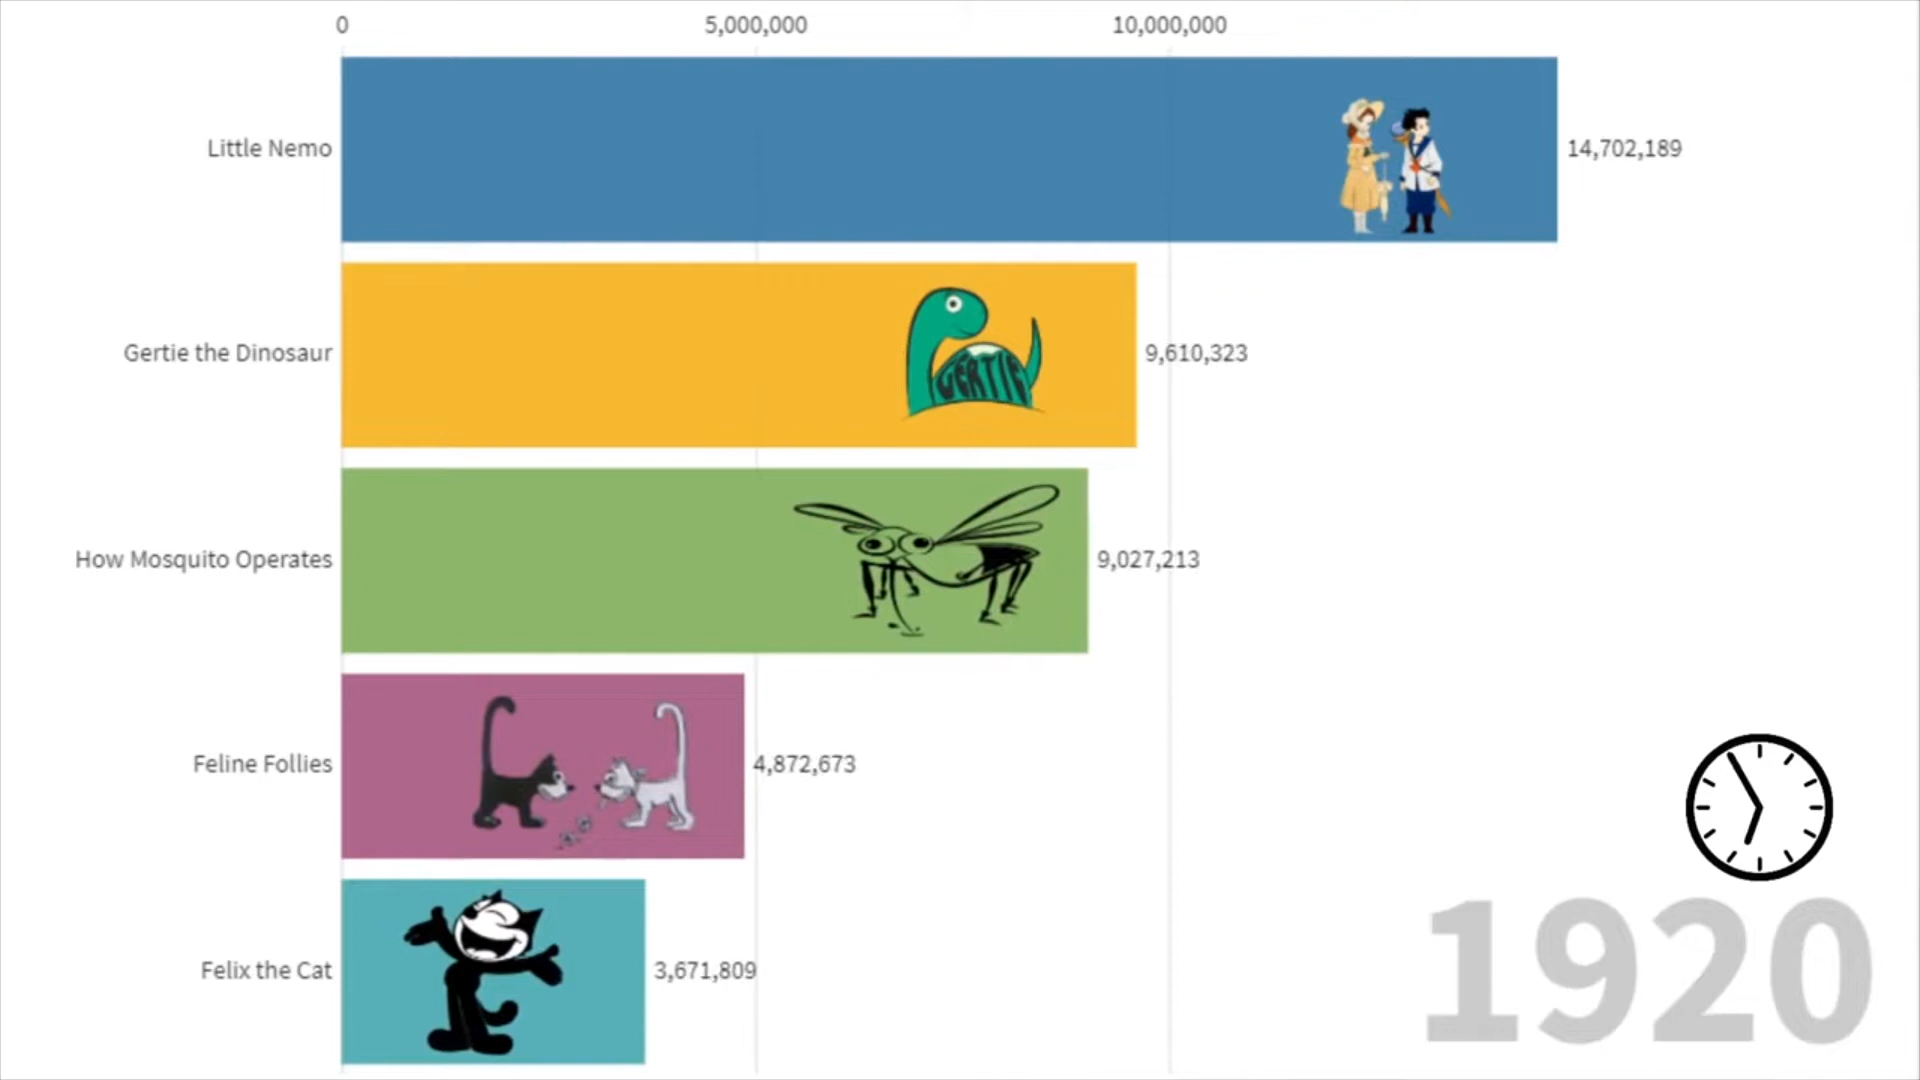 0 5,000,000 10,000,000
Little Nemo 14,702,189
Gertie the Dinosaur GERTIE 9,610,323
How Mosquito Operates 9,027,213
Feline Follies 4,872,673
Felix the Cat 3,671,809
1920